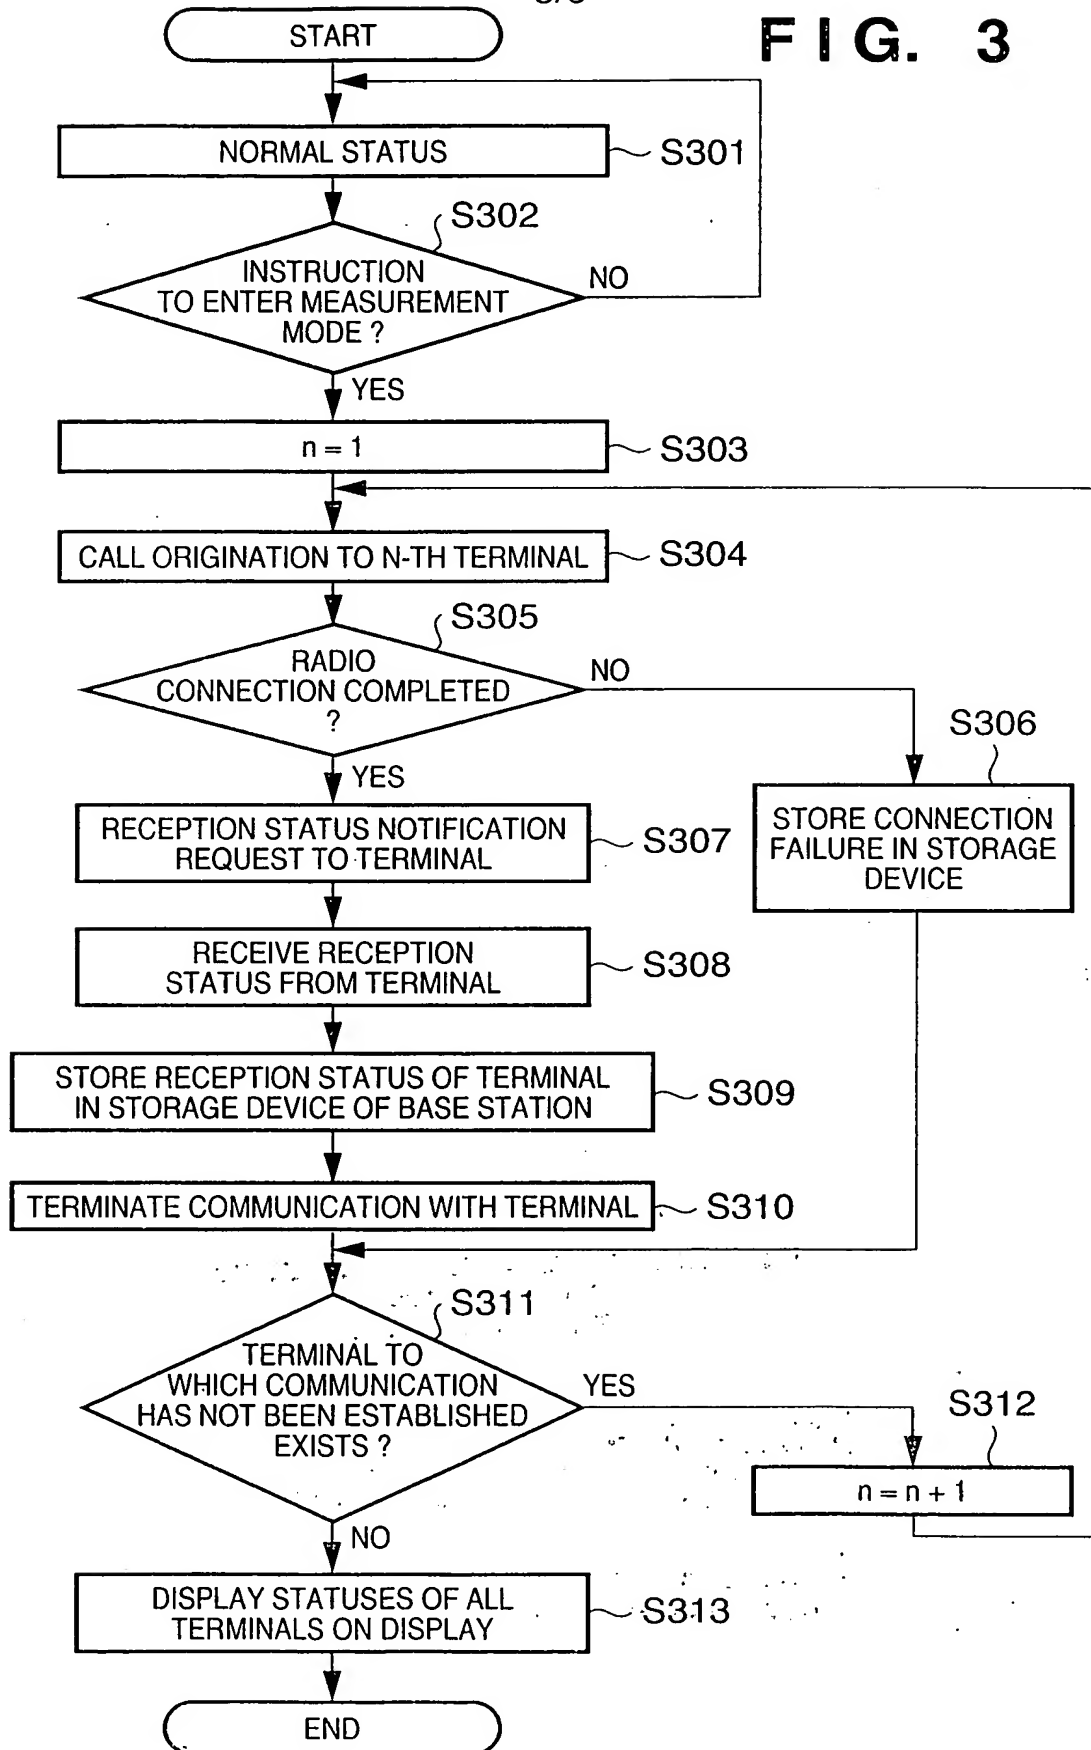 FIG. 3
START
NORMAL STATUS
S301
S302
INSTRUCTION
TO ENTER MEASUREMENT
MODE ?
NO
YES
n = 1
S303
CALL ORIGINATION TO N-TH TERMINAL
S304
S305
RADIO
CONNECTION COMPLETED
?
NO
YES
S306
STORE CONNECTION
FAILURE IN STORAGE
DEVICE
RECEPTION STATUS NOTIFICATION
REQUEST TO TERMINAL
S307
RECEIVE RECEPTION
STATUS FROM TERMINAL
S308
STORE RECEPTION STATUS OF TERMINAL
IN STORAGE DEVICE OF BASE STATION
S309
TERMINATE COMMUNICATION WITH TERMINAL
S310
S311
TERMINAL TO
WHICH COMMUNICATION
HAS NOT BEEN ESTABLISHED
EXISTS ?
YES
S312
n = n + 1
NO
DISPLAY STATUSES OF ALL
TERMINALS ON DISPLAY
S313
END